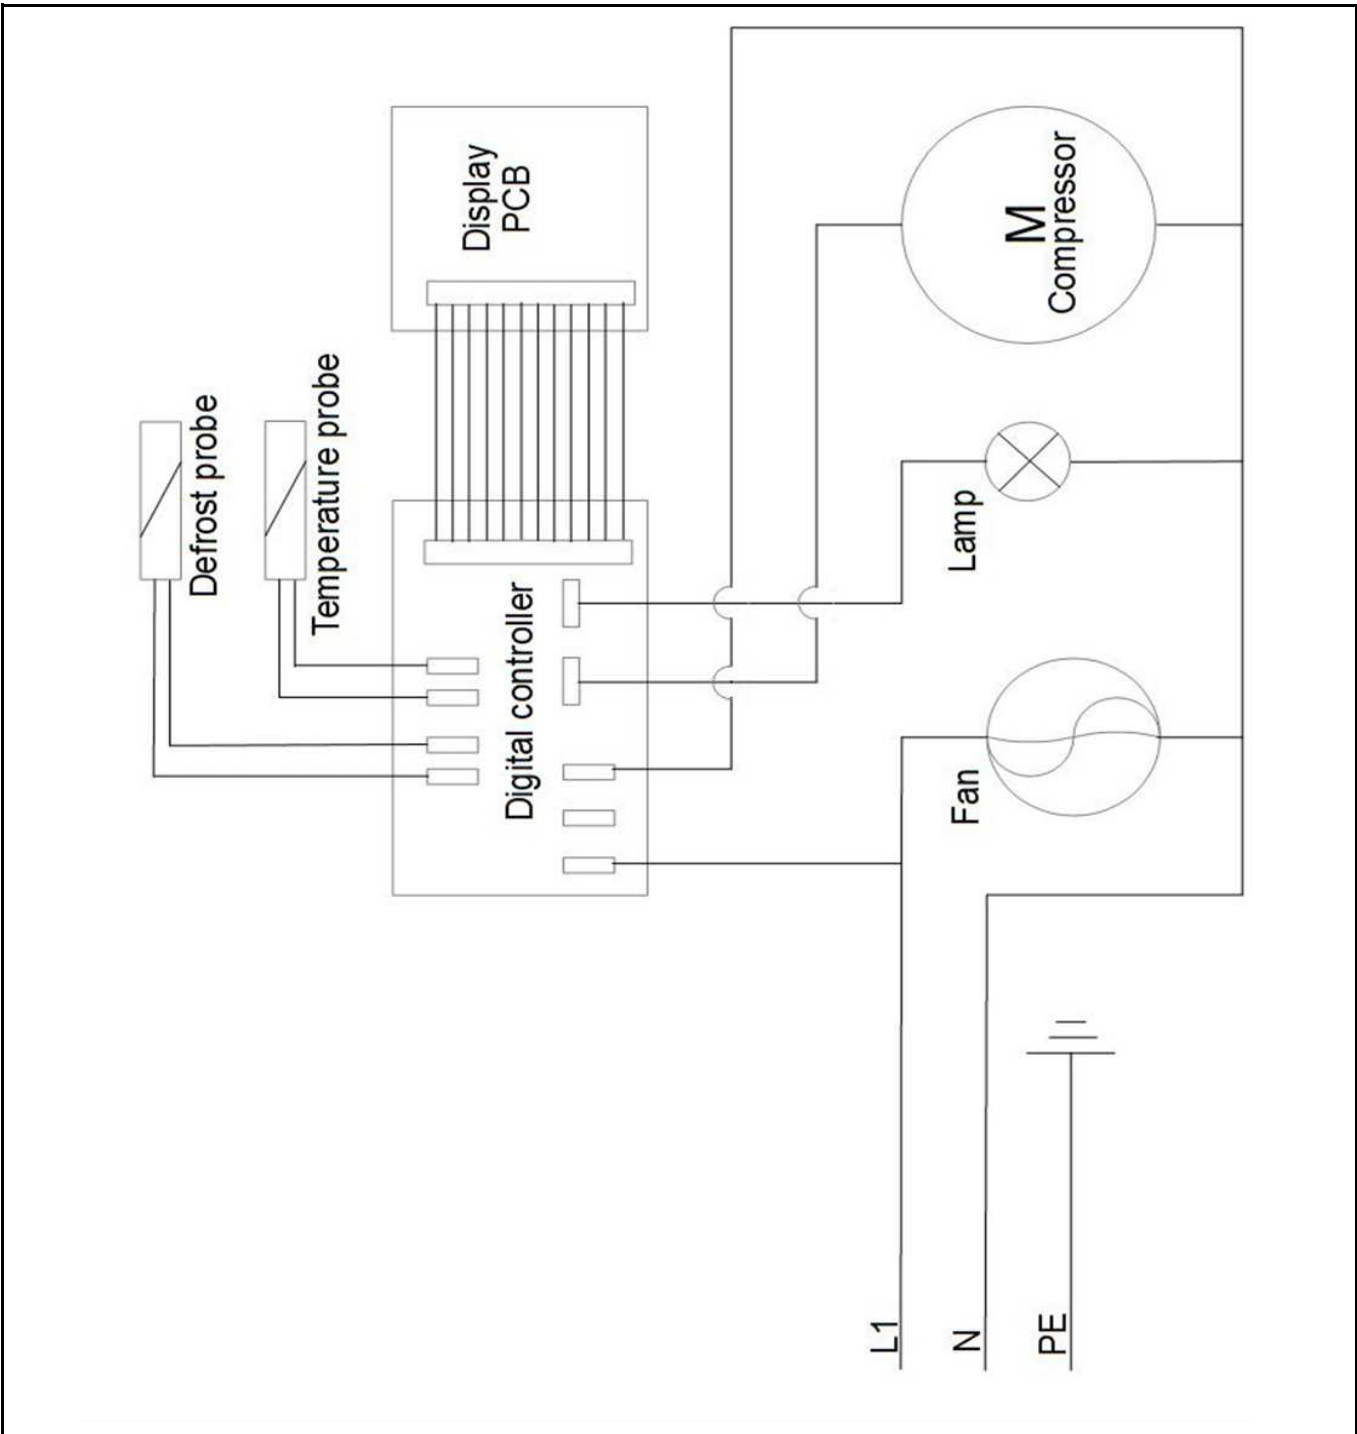 Defrost probe
Temperature probe
Display
PCB
Digital controller
M
Compressor
Lamp
Fan
L1
N
PE